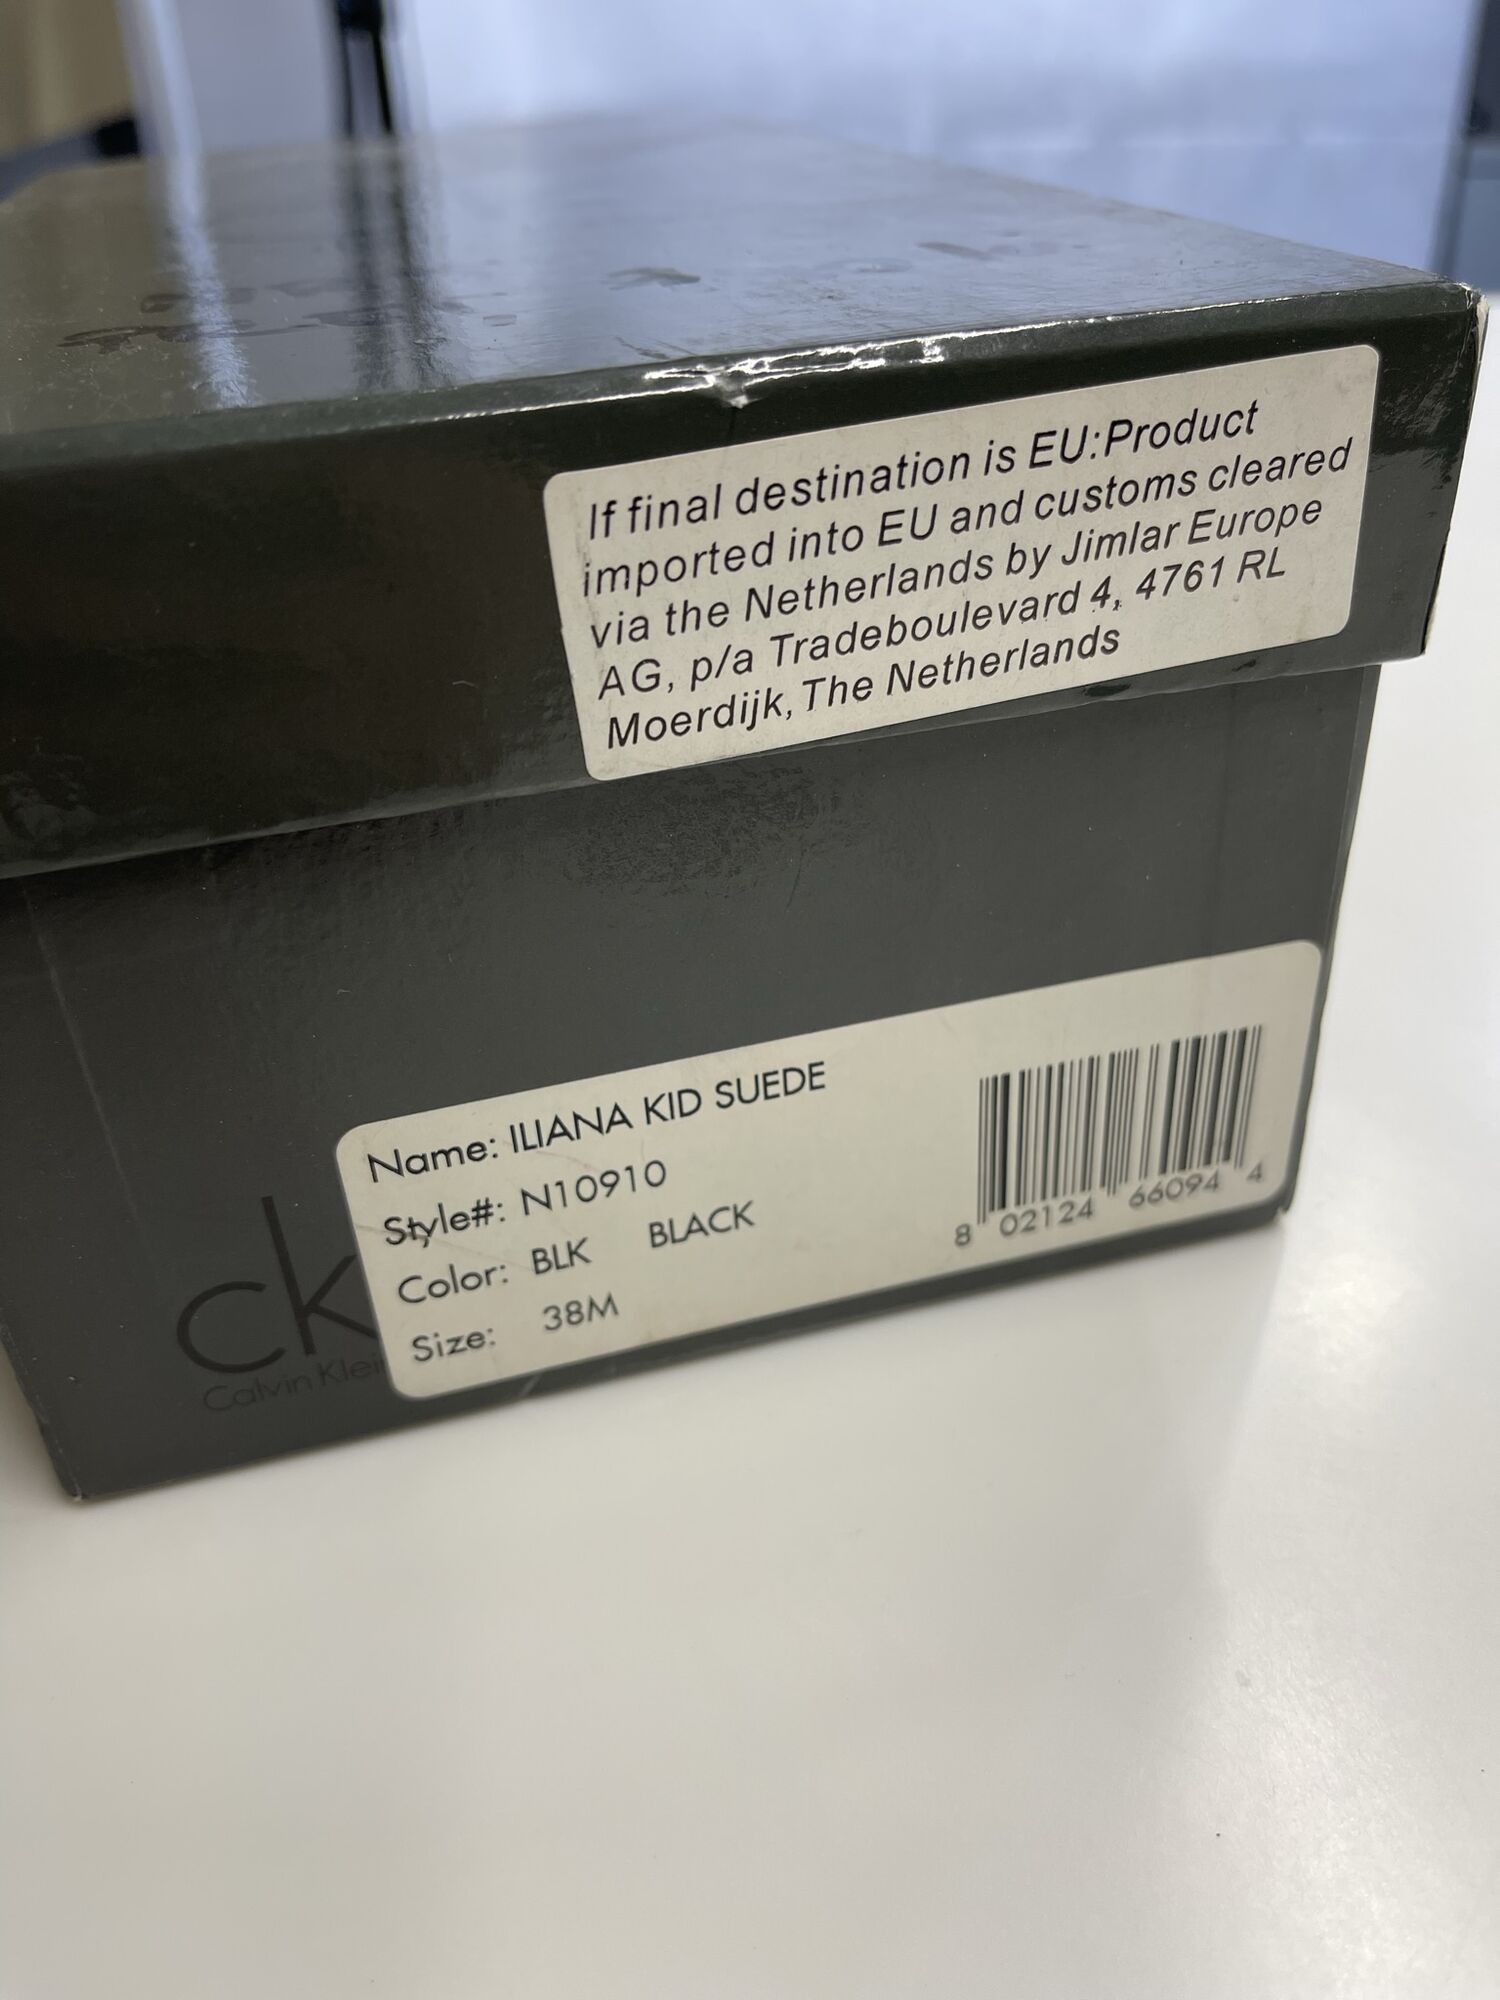 If final destination is EU:Product
imported into EU and customs cleared
via the Netherlands by Jimlar Europe
AG, p/a Tradeboulevard 4, 4761 RL
Moerdijk, The Netherlands
Name: ILIANA KID SUEDE
Style#: N10910
Color: BLK BLACK
Size: 38M
8 02124 66094 4
ck
Calvin Klei